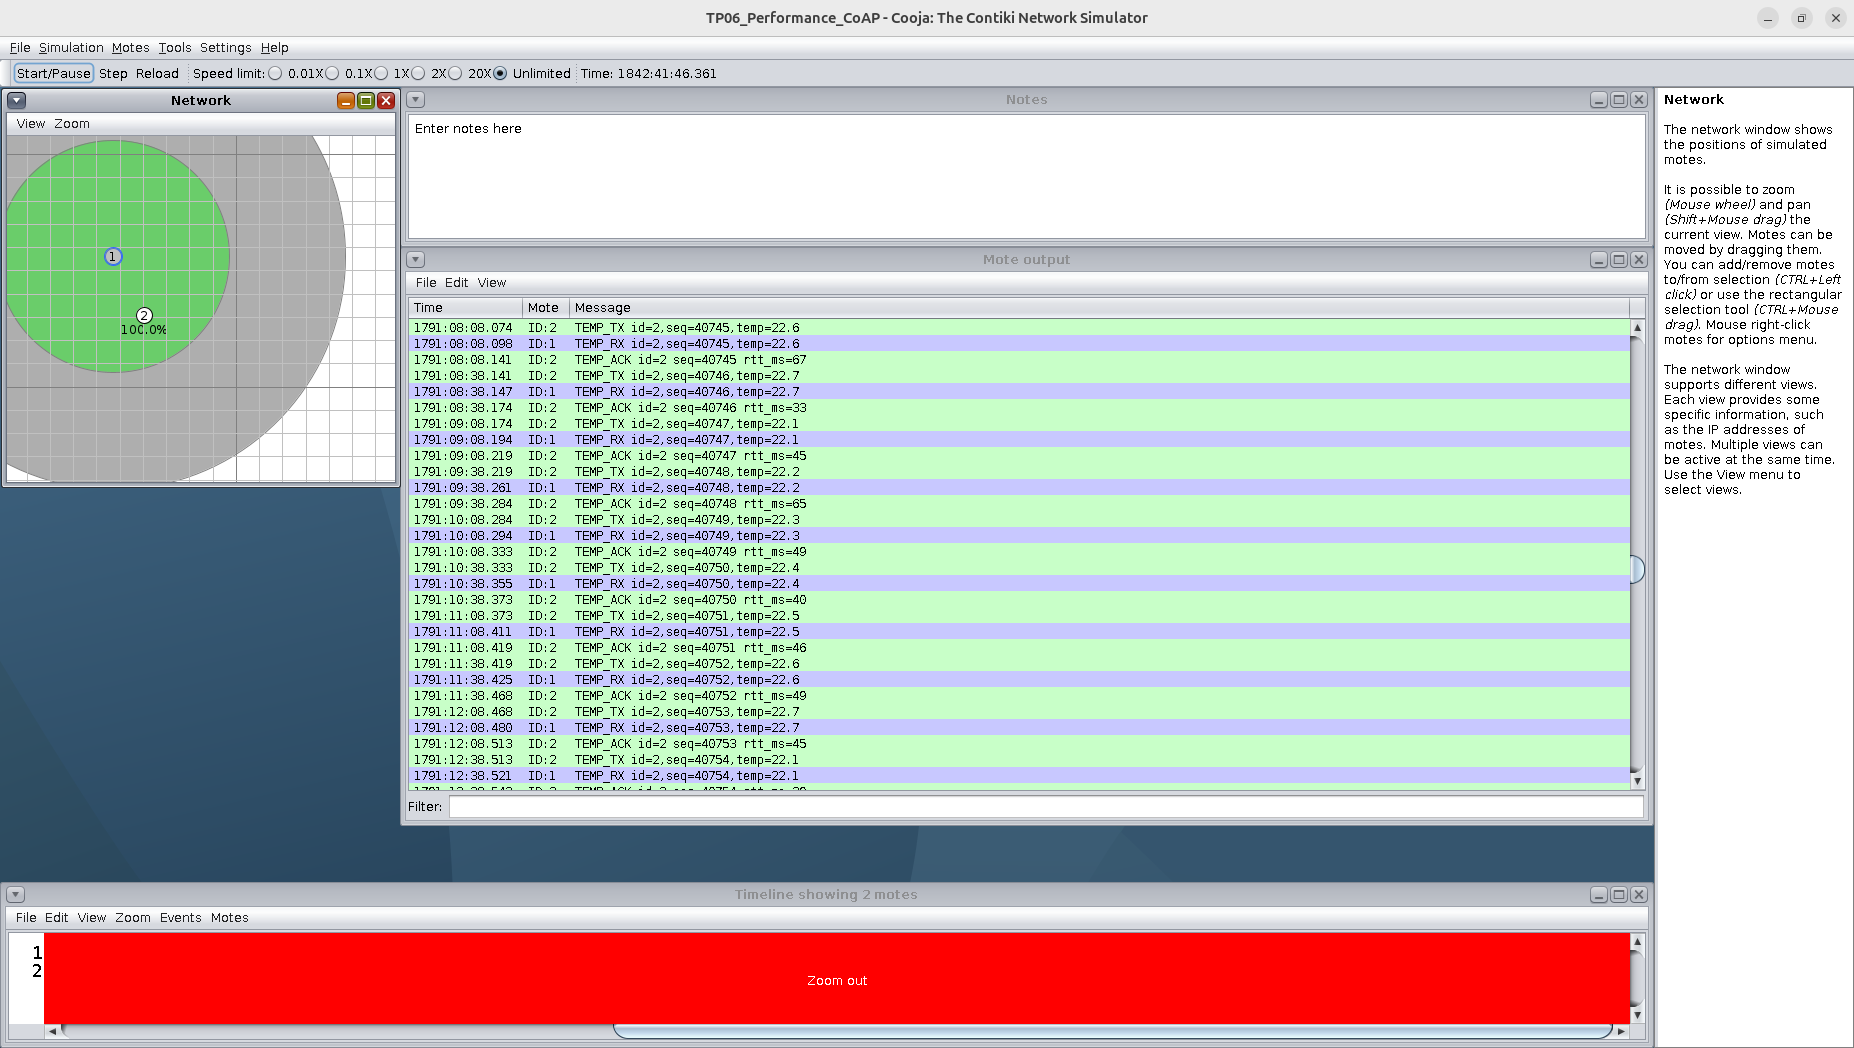 TP06_Performance_CoAP - Cooja: The Contiki Network Simulator
File Simulation Motes Tools Settings Help
Start/Pause Step Reload Speed limit: 0.01X 0.1X 1X 2X 20X Unlimited Time: 1842:41:46.361
Network
View Zoom
1
2
100.0%
Notes
Enter notes here
Mote output
File Edit View
Time Mote Message
1791:08:08.074 ID:2 TEMP_TX id=2,seq=40745,temp=22.6
1791:08:08.098 ID:1 TEMP_RX id=2,seq=40745,temp=22.6
1791:08:08.141 ID:2 TEMP_ACK id=2 seq=40745 rtt_ms=67
1791:08:38.141 ID:2 TEMP_TX id=2,seq=40746,temp=22.7
1791:08:38.147 ID:1 TEMP_RX id=2,seq=40746,temp=22.7
1791:08:38.174 ID:2 TEMP_ACK id=2 seq=40746 rtt_ms=33
1791:09:08.174 ID:2 TEMP_TX id=2,seq=40747,temp=22.1
1791:09:08.194 ID:1 TEMP_RX id=2,seq=40747,temp=22.1
1791:09:08.219 ID:2 TEMP_ACK id=2 seq=40747 rtt_ms=45
1791:09:38.219 ID:2 TEMP_TX id=2,seq=40748,temp=22.2
1791:09:38.261 ID:1 TEMP_RX id=2,seq=40748,temp=22.2
1791:09:38.284 ID:2 TEMP_ACK id=2 seq=40748 rtt_ms=65
1791:10:08.284 ID:2 TEMP_TX id=2,seq=40749,temp=22.3
1791:10:08.294 ID:1 TEMP_RX id=2,seq=40749,temp=22.3
1791:10:08.333 ID:2 TEMP_ACK id=2 seq=40749 rtt_ms=49
1791:10:38.333 ID:2 TEMP_TX id=2,seq=40750,temp=22.4
1791:10:38.355 ID:1 TEMP_RX id=2,seq=40750,temp=22.4
1791:10:38.373 ID:2 TEMP_ACK id=2 seq=40750 rtt_ms=40
1791:11:08.373 ID:2 TEMP_TX id=2,seq=40751,temp=22.5
1791:11:08.411 ID:1 TEMP_RX id=2,seq=40751,temp=22.5
1791:11:08.419 ID:2 TEMP_ACK id=2 seq=40751 rtt_ms=46
1791:11:38.419 ID:2 TEMP_TX id=2,seq=40752,temp=22.6
1791:11:38.425 ID:1 TEMP_RX id=2,seq=40752,temp=22.6
1791:11:38.468 ID:2 TEMP_ACK id=2 seq=40752 rtt_ms=49
1791:12:08.468 ID:2 TEMP_TX id=2,seq=40753,temp=22.7
1791:12:08.480 ID:1 TEMP_RX id=2,seq=40753,temp=22.7
1791:12:08.513 ID:2 TEMP_ACK id=2 seq=40753 rtt_ms=45
1791:12:38.513 ID:2 TEMP_TX id=2,seq=40754,temp=22.1
1791:12:38.521 ID:1 TEMP_RX id=2,seq=40754,temp=22.1
Filter:
Network
The network window shows
the positions of simulated
motes.
It is possible to zoom
(Mouse wheel) and pan
(Shift+Mouse drag) the
current view. Motes can be
moved by dragging them.
You can add/remove motes
to/from selection (CTRL+Left
click) or use the rectangular
selection tool (CTRL+Mouse
drag). Mouse right-click
motes for options menu.
The network window
supports different views.
Each view provides some
specific information, such
as the IP addresses of
motes. Multiple views can
be active at the same time.
Use the View menu to
select views.
Timeline showing 2 motes
File Edit View Zoom Events Motes
1
2
Zoom out